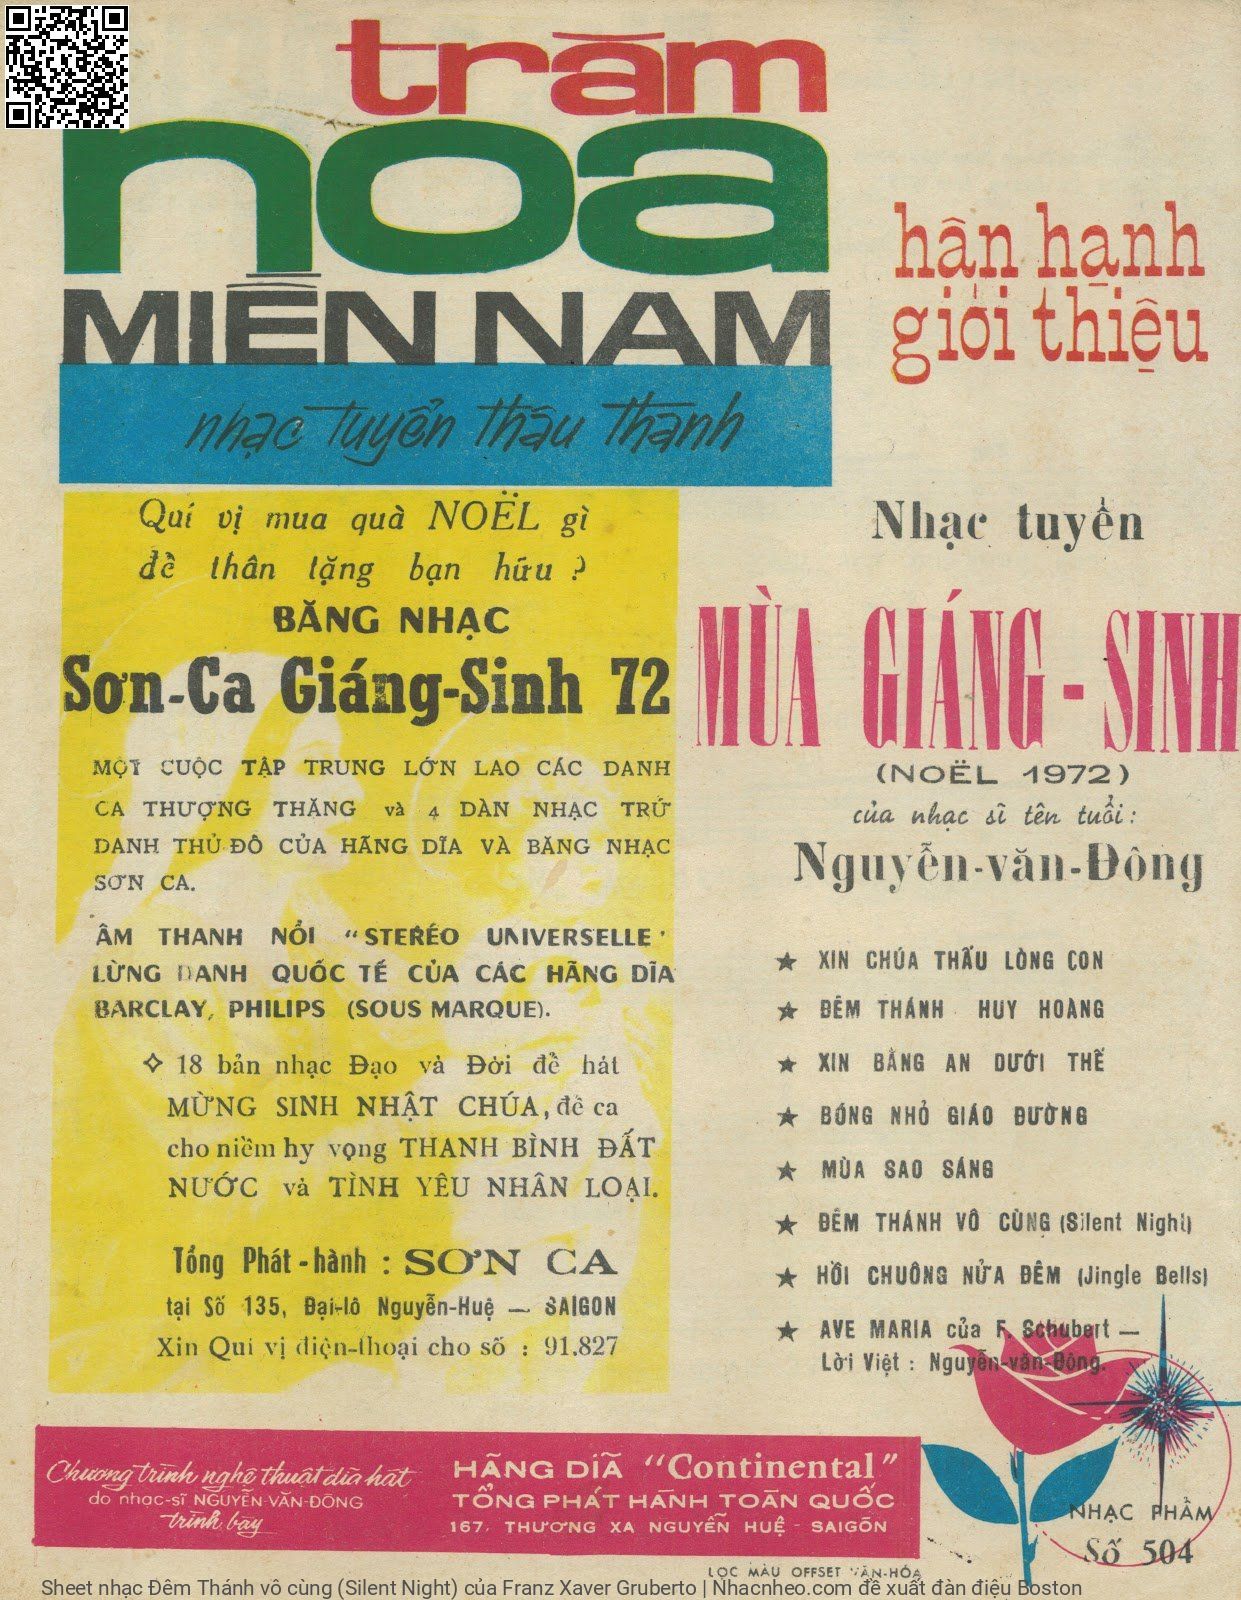 trăm
hoa
MIỀN NAM
nhạc tuyển thâu thanh
hân hạnh
giới thiệu
Quí vị mua quà NOËL gì
đề thân tặng bạn hữu ?
BĂNG NHẠC
Sơn-Ca Giáng-Sinh 72
MỘT CUỘC TẬP TRUNG LỚN LAO CÁC DANH
CA THƯỢNG THẶNG và 4 DÀN NHẠC TRỨ
DANH THỦ ĐÔ CỦA HÃNG DĨA VÀ BĂNG NHẠC
SƠN CA.
ÂM THANH NỔI "STERÉO UNIVERSELLE"
LỪNG DANH QUỐC TẾ CỦA CÁC HÃNG DĨA
BARCLAY, PHILIPS (SOUS MARQUE).
✧ 18 bản nhạc Đạo và Đời đề hát
MỪNG SINH NHẬT CHÚA, đề ca
cho niềm hy vọng THANH BÌNH ĐẤT
NƯỚC và TÌNH YÊU NHÂN LOẠI.
Tổng Phát-hành : SƠN CA
tại Số 135, Đại-lô Nguyễn-Huệ — SAIGON
Xin Quí vị điện-thoại cho số : 91.827
Nhạc tuyền
MÙA GIÁNG-SINH
(NOËL 1972)
của nhạc sĩ tên tuổi:
Nguyễn-văn-Đông
★ XIN CHÚA THẤU LÒNG CON
★ ĐÊM THÁNH HUY HOÀNG
★ XIN BẰNG AN DƯỚI THẾ
★ BÓNG NHỎ GIÁO ĐƯỜNG
★ MÙA SAO SÁNG
★ ĐÊM THÁNH VÔ CÙNG (Silent Night)
★ HỒI CHUÔNG NỬA ĐÊM (Jingle Bells)
★ AVE MARIA của F. Schubert —
Lời Việt : Nguyễn-văn-Đông.
Chương trình nghệ thuật dĩa hát
do nhạc-sĩ NGUYỄN-VĂN-ĐÔNG
trình bày
HÃNG DĨA "Continental"
TỔNG PHÁT HÀNH TOÀN QUỐC
167, THƯƠNG XA NGUYỄN HUỆ - SAIGÒN
NHẠC PHẨM
Số 504
LỌC MÀU OFFSET VĂN-HÓA
Sheet nhạc Đêm Thánh vô cùng (Silent Night) của Franz Xaver Gruberto | Nhacnheo.com đề xuất đàn điệu Boston